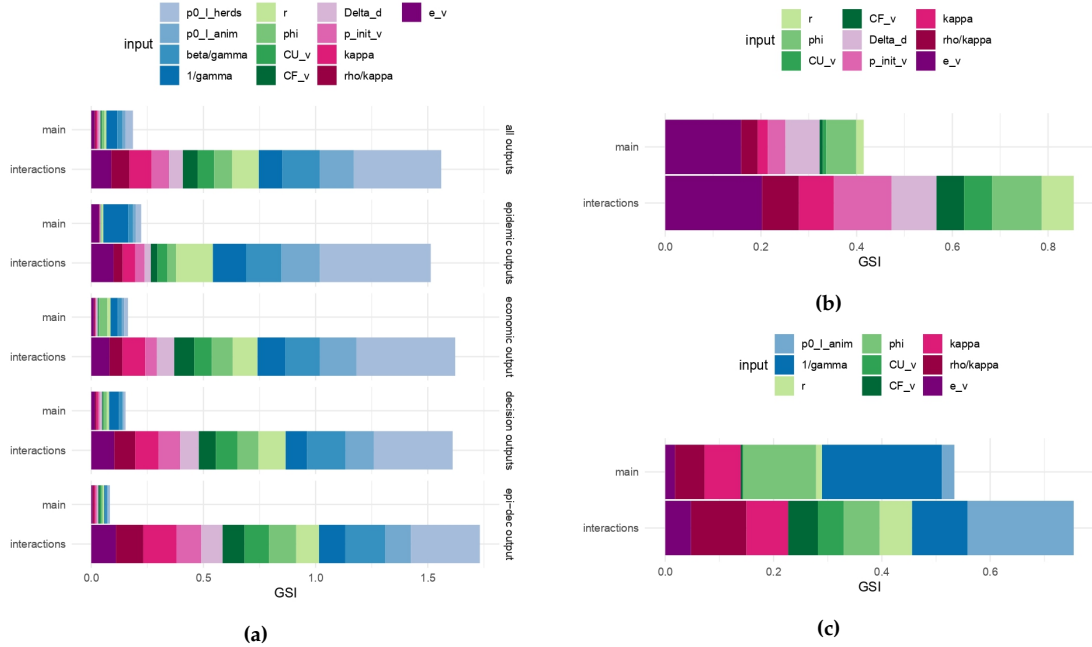 input
p0_I_herds
r
Delta_d
e_v
p0_I_anim
phi
p_init_v
beta/gamma
CU_v
kappa
1/gamma
CF_v
rho/kappa
main
interactions
all outputs
main
interactions
epidemic outputs
main
interactions
economic output
main
interactions
decision outputs
main
interactions
epi-dec output
0.0 0.5 1.0 1.5
GSI
(a)
input
r
CF_v
kappa
phi
Delta_d
rho/kappa
CU_v
p_init_v
e_v
main
interactions
0.0 0.2 0.4 0.6 0.8
GSI
(b)
input
p0_I_anim
phi
kappa
1/gamma
CU_v
rho/kappa
r
CF_v
e_v
main
interactions
0.0 0.2 0.4 0.6
GSI
(c)